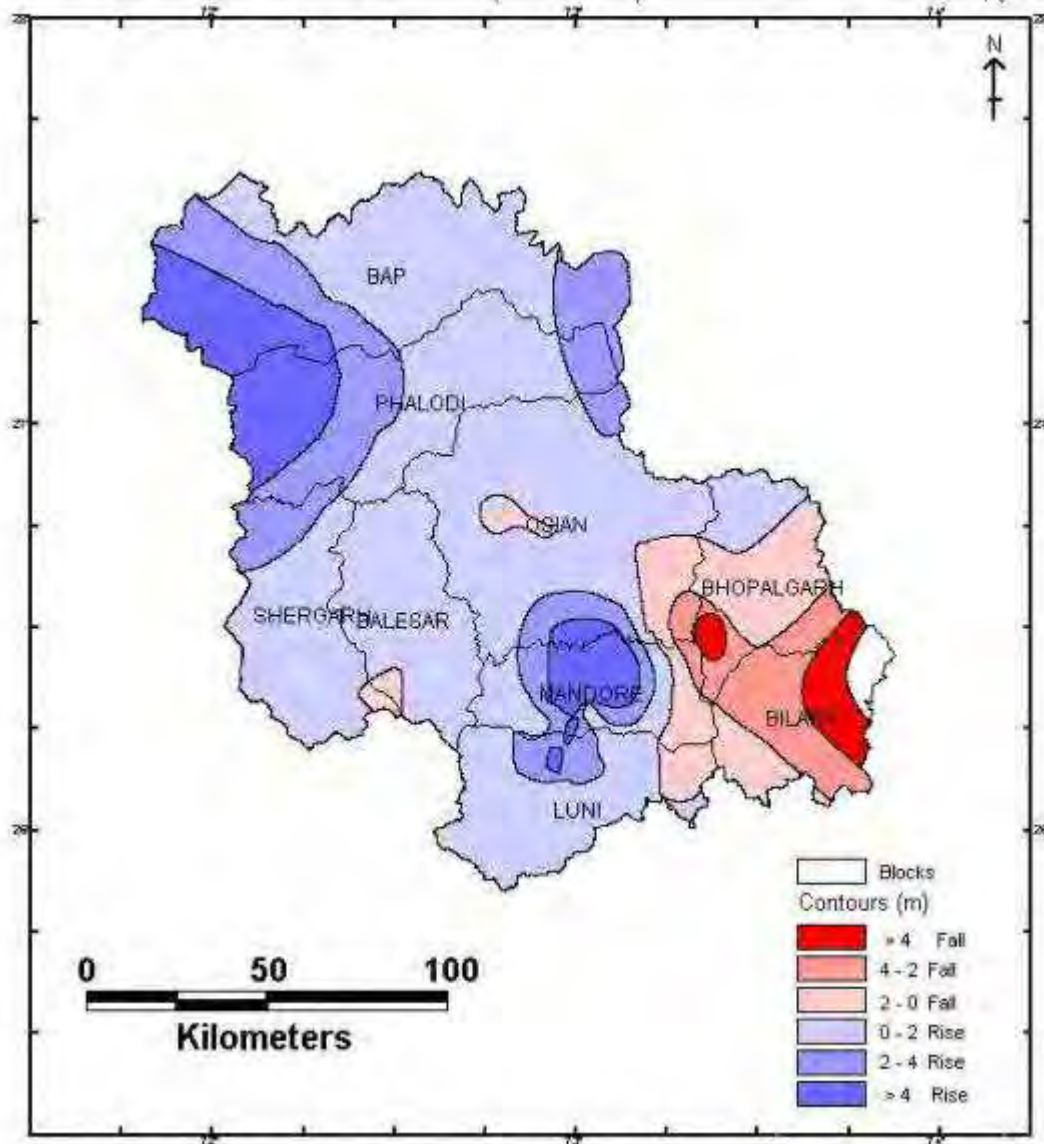 N
BAP
PHALODI
OSIAN
BHOPALGARH
SHERGARH
BALESAR
MANDORE
BILARA
LUNI
Blocks
Contours (m)
> 4 Fall
4 - 2 Fall
2 - 0 Fall
0 - 2 Rise
2 - 4 Rise
> 4 Rise
0 50 100
Kilometers